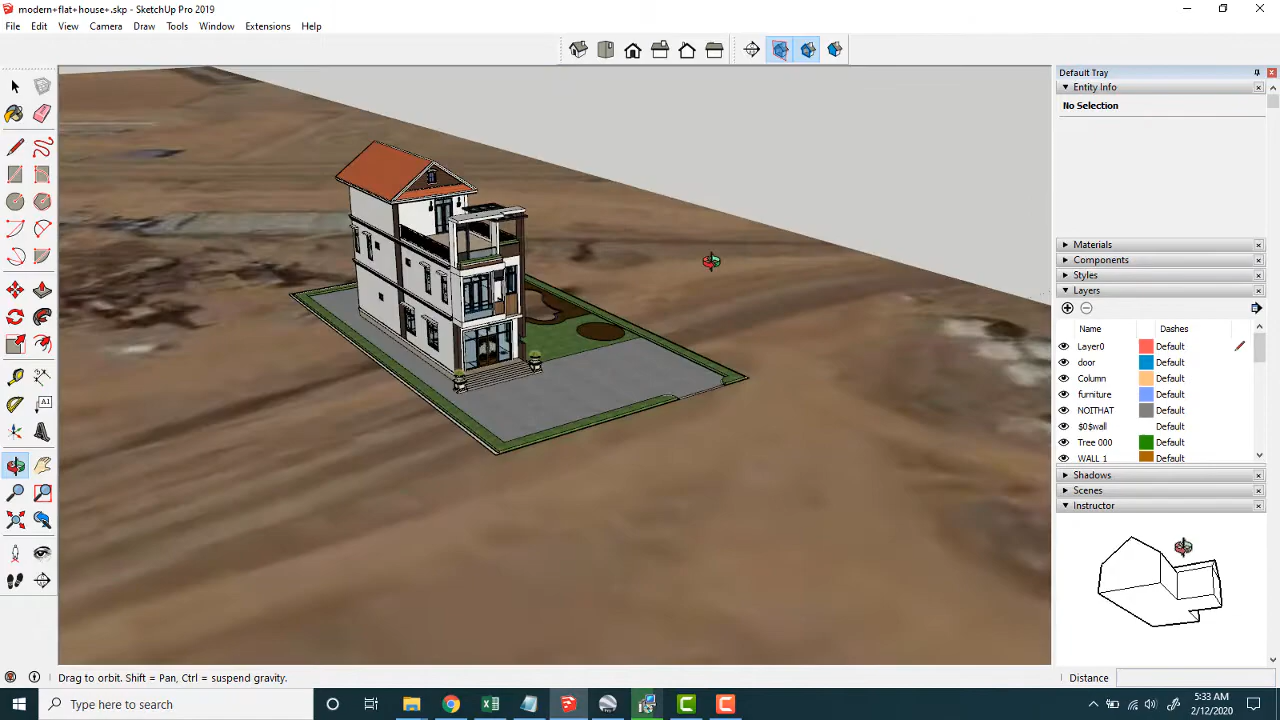 modern+flat+house+.skp - SketchUp Pro 2019
File Edit View Camera Draw Tools Window Extensions Help
Default Tray
Entity Info
No Selection
Materials
Components
Styles
Layers
Name Dashes
Layer0 Default
door Default
Column Default
furniture Default
NOITHAT Default
$0$wall Default
Tree 000 Default
WALL 1 Default
Shadows
Scenes
Instructor
A1
Drag to orbit. Shift = Pan, Ctrl = suspend gravity.
Distance
Type here to search
5:33 AM
2/12/2020